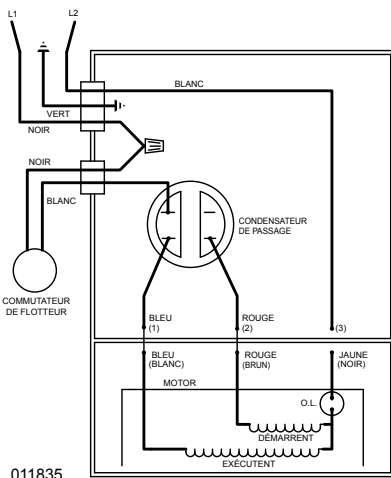 L1
L2
BLANC
VERT
NOIR
NOIR
BLANC
CONDENSATEUR
DE PASSAGE
COMMUTATEUR
DE FLOTTEUR
BLEU
(1)
ROUGE
(2)
(3)
BLEU
(BLANC)
ROUGE
(BRUN)
JAUNE
(NOIR)
MOTOR
O.L.
DÉMARRENT
EXÉCUTENT
011835